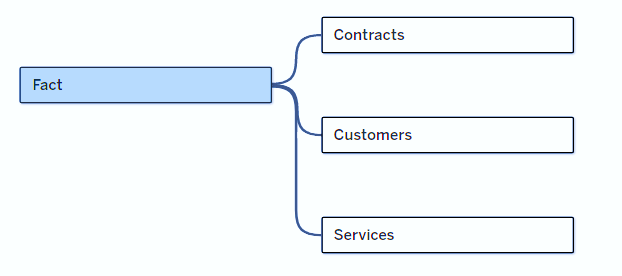 Contracts
Fact
Customers
Services